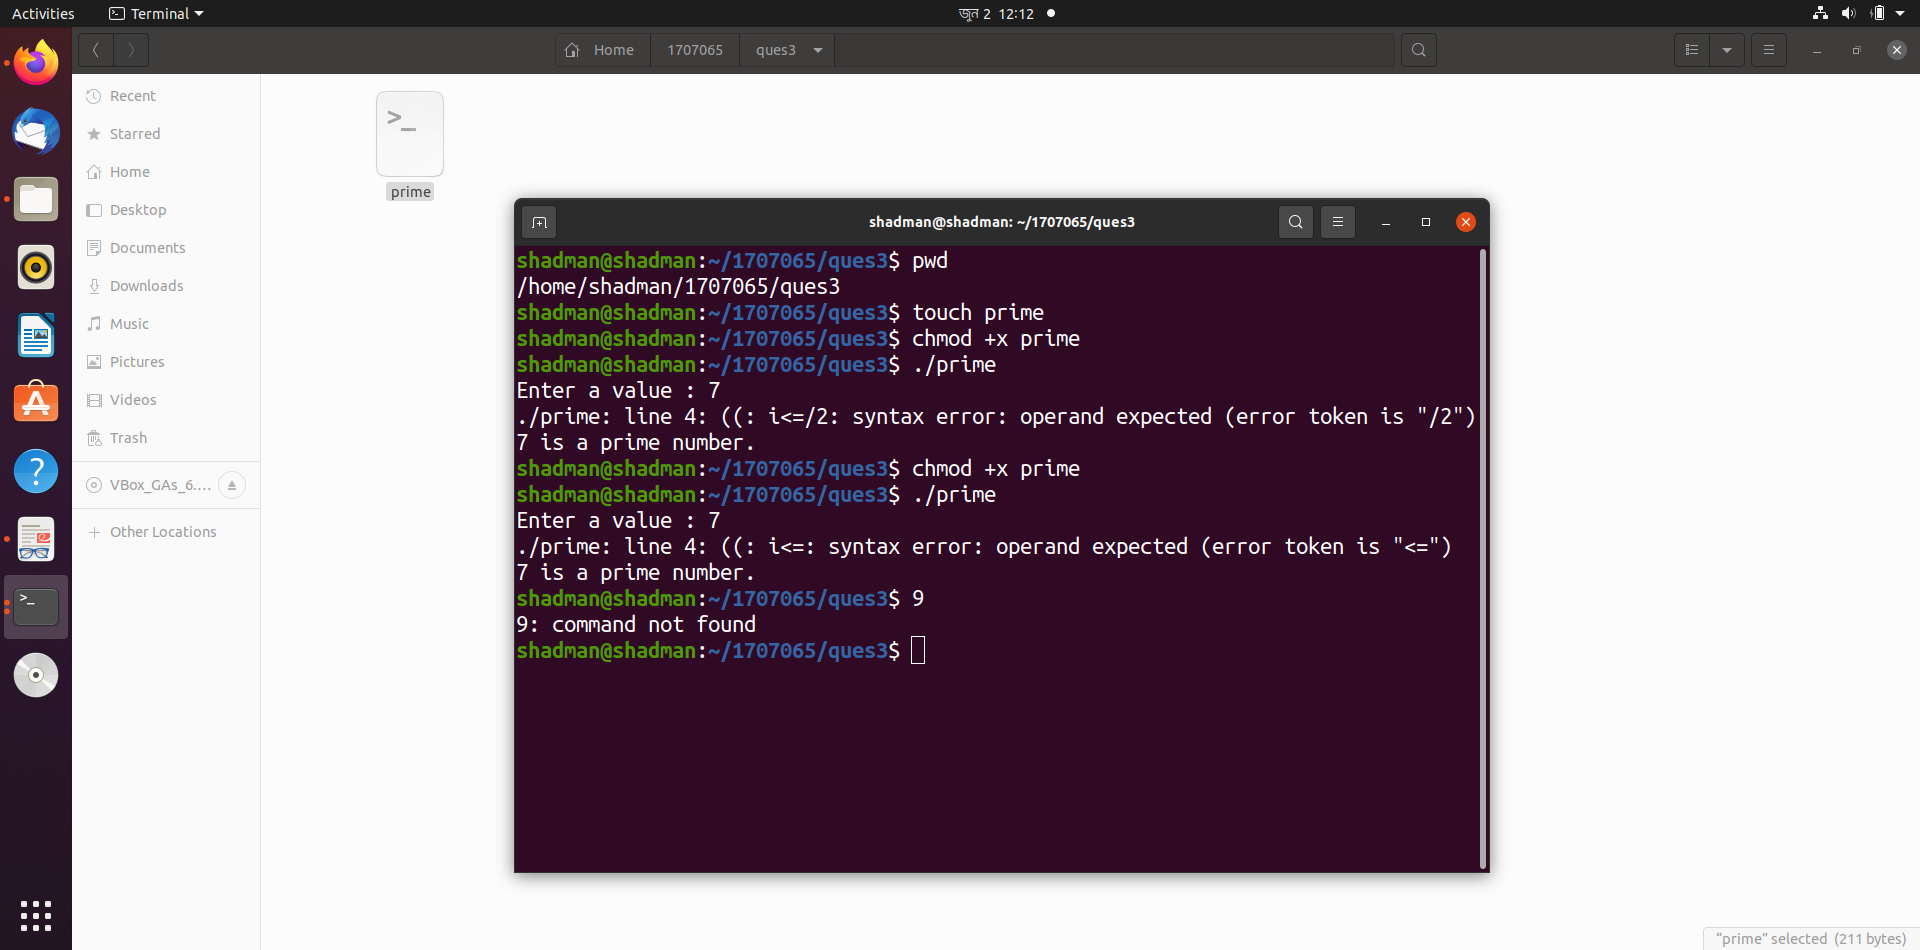 Activities
Terminal
জুন 2 12:12
Home
1707065
ques3
Recent
Starred
Home
Desktop
Documents
Downloads
Music
Pictures
Videos
Trash
VBox_GAs_6....
Other Locations
>_
prime
shadman@shadman: ~/1707065/ques3
shadman@shadman:~/1707065/ques3$ pwd
/home/shadman/1707065/ques3
shadman@shadman:~/1707065/ques3$ touch prime
shadman@shadman:~/1707065/ques3$ chmod +x prime
shadman@shadman:~/1707065/ques3$ ./prime
Enter a value : 7
./prime: line 4: ((: i<=/2: syntax error: operand expected (error token is "/2")
7 is a prime number.
shadman@shadman:~/1707065/ques3$ chmod +x prime
shadman@shadman:~/1707065/ques3$ ./prime
Enter a value : 7
./prime: line 4: ((: i<=: syntax error: operand expected (error token is "<=")
7 is a prime number.
shadman@shadman:~/1707065/ques3$ 9
9: command not found
shadman@shadman:~/1707065/ques3$
"prime" selected (211 bytes)